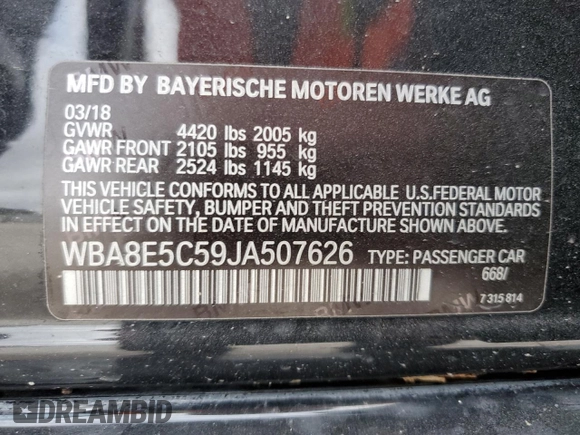 MFD BY BAYERISCHE MOTOREN WERKE AG
03/18
GVWR 4420 lbs 2005 kg
GAWR FRONT 2105 lbs 955 kg
GAWR REAR 2524 lbs 1145 kg
THIS VEHICLE CONFORMS TO ALL APPLICABLE U.S.FEDERAL MOTOR
VEHICLE SAFETY, BUMPER AND THEFT PREVENTION STANDARDS
IN EFFECT ON THE DATE OF MANUFACTURE SHOWN ABOVE.
WBA8E5C59JA507626 TYPE: PASSENGER CAR
668/
7 315 814
DREAMBID